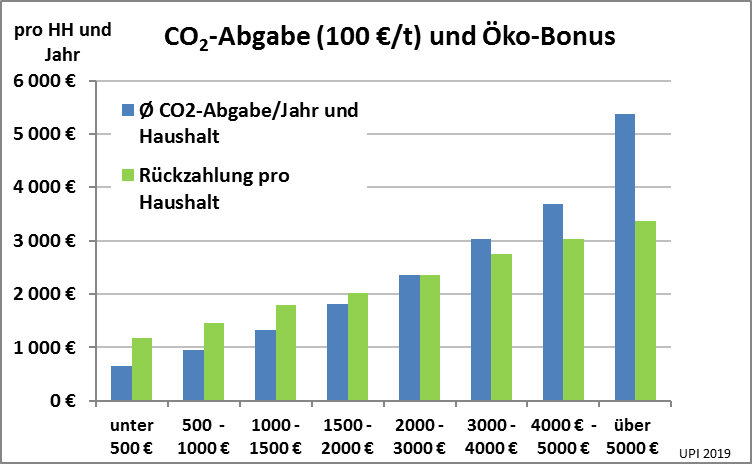 pro HH und
Jahr
CO₂-Abgabe (100 €/t) und Öko-Bonus
6 000 €
5 000 €
4 000 €
3 000 €
2 000 €
1 000 €
0 €
Ø CO2-Abgabe/Jahr und
Haushalt
Rückzahlung pro
Haushalt
unter
500 €
500 -
1000 €
1000 -
1500 €
1500 -
2000 €
2000 -
3000 €
3000 -
4000 €
4000 € -
5000 €
über
5000 €
UPI 2019